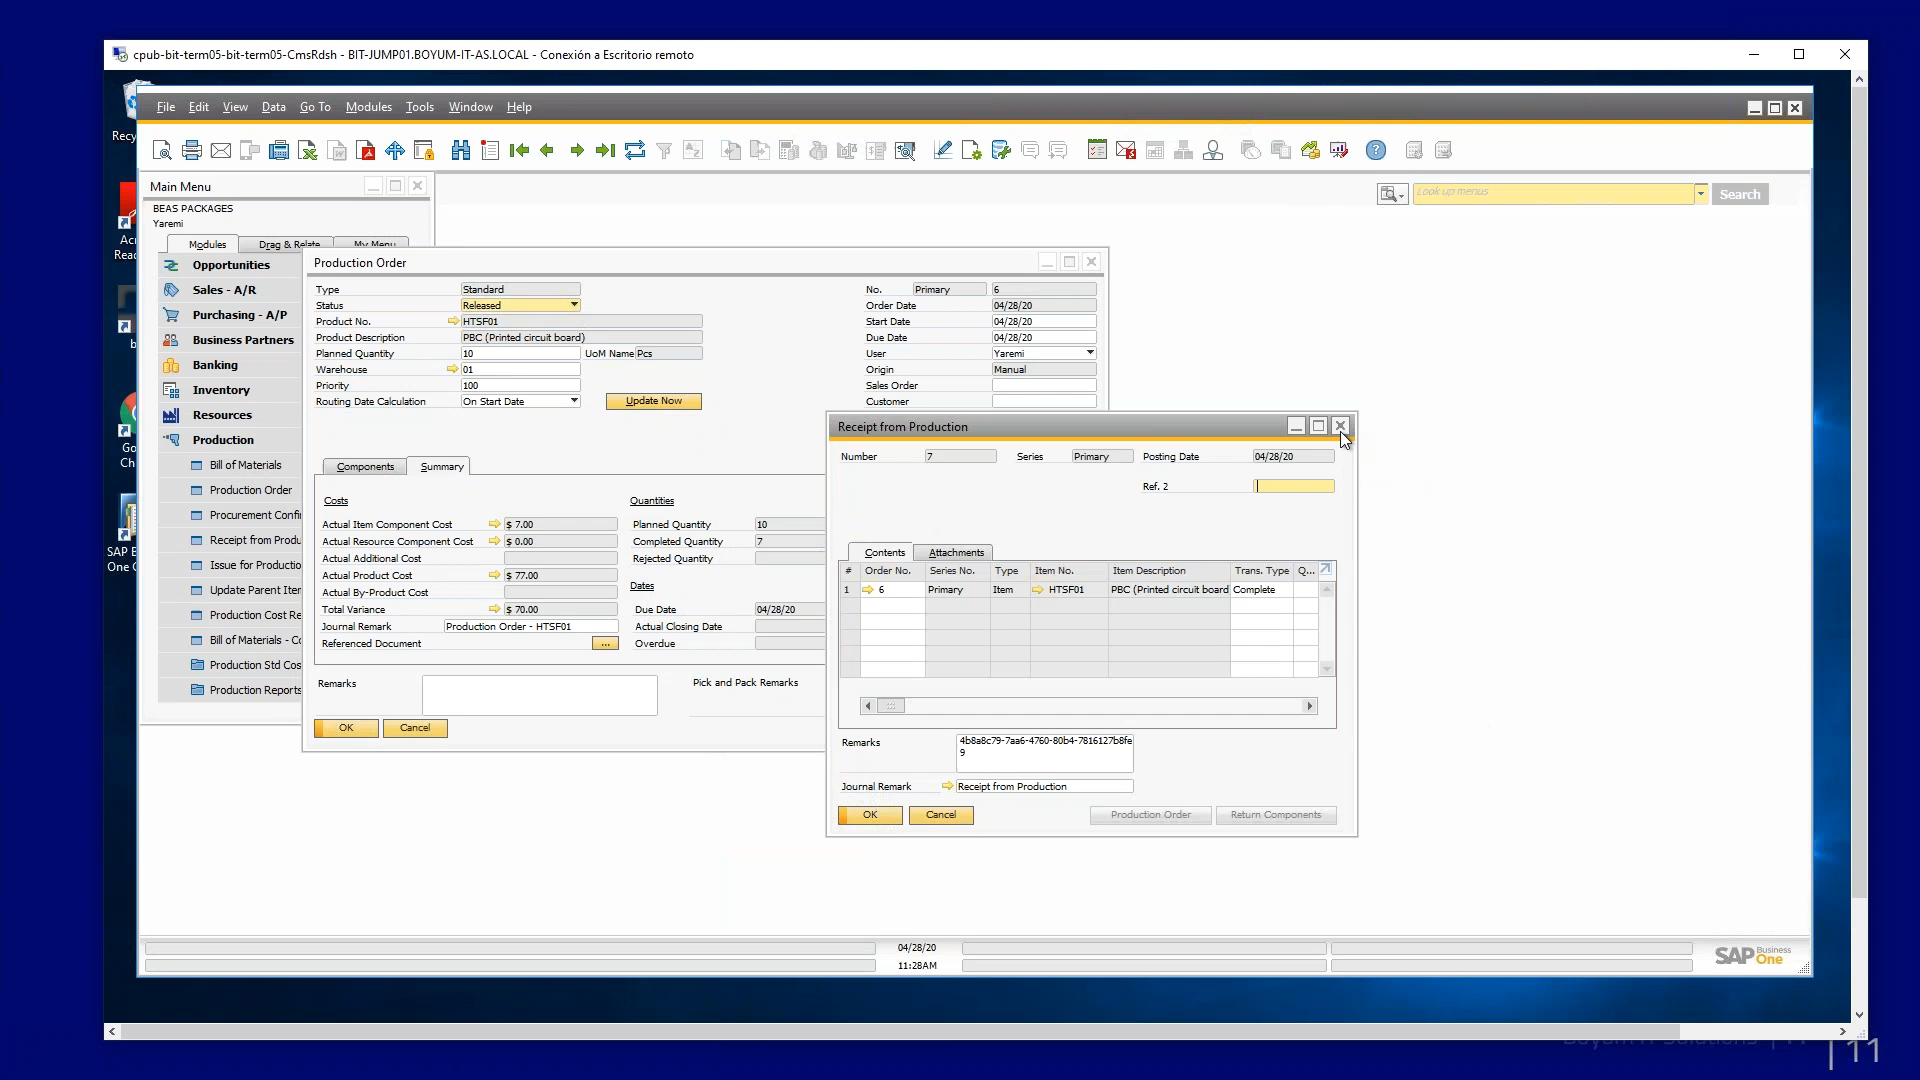 cpub-bit-term05-bit-term05-CmsRdsh - BIT-JUMP01.BOYUM-IT-AS.LOCAL - Conexión a Escritorio remoto
File Edit View Data Go To Modules Tools Window Help
Look up menus
Search
Main Menu
BEAS PACKAGES
Yaremi
Modules Drag & Relate My Menu
Opportunities
Sales - A/R
Purchasing - A/P
Business Partners
Banking
Inventory
Resources
Production
Bill of Materials
Production Order
Procurement Confi
Receipt from Produ
Issue for Productio
Update Parent Iter
Production Cost Re
Bill of Materials - Co
Production Std Cos
Production Reports
Recy
Acr
Read
b
Go
Ch
SAP B
One C
Production Order
Type Standard
Status Released
Product No. HTSF01
Product Description PBC (Printed circuit board)
Planned Quantity 10 UoM Name Pcs
Warehouse 01
Priority 100
Routing Date Calculation On Start Date Update Now
No. Primary 6
Order Date 04/28/20
Start Date 04/28/20
Due Date 04/28/20
User Yaremi
Origin Manual
Sales Order
Customer
Components Summary
Costs
Actual Item Component Cost $ 7.00
Actual Resource Component Cost $ 0.00
Actual Additional Cost
Actual Product Cost $ 77.00
Actual By-Product Cost
Total Variance $ 70.00
Journal Remark Production Order - HTSF01
Referenced Document ...
Quantities
Planned Quantity 10
Completed Quantity 7
Rejected Quantity
Dates
Due Date 04/28/20
Actual Closing Date
Overdue
Remarks
Pick and Pack Remarks
OK Cancel
Receipt from Production
Number 7 Series Primary Posting Date 04/28/20
Ref. 2
Contents Attachments
# Order No. Series No. Type Item No. Item Description Trans. Type Q...
1 6 Primary Item HTSF01 PBC (Printed circuit board Complete
Remarks 4b8a8c79-7aa6-4760-80b4-7816127b8fe
9
Journal Remark Receipt from Production
OK Cancel Production Order Return Components
04/28/20
11:28AM
SAP Business One
| 11